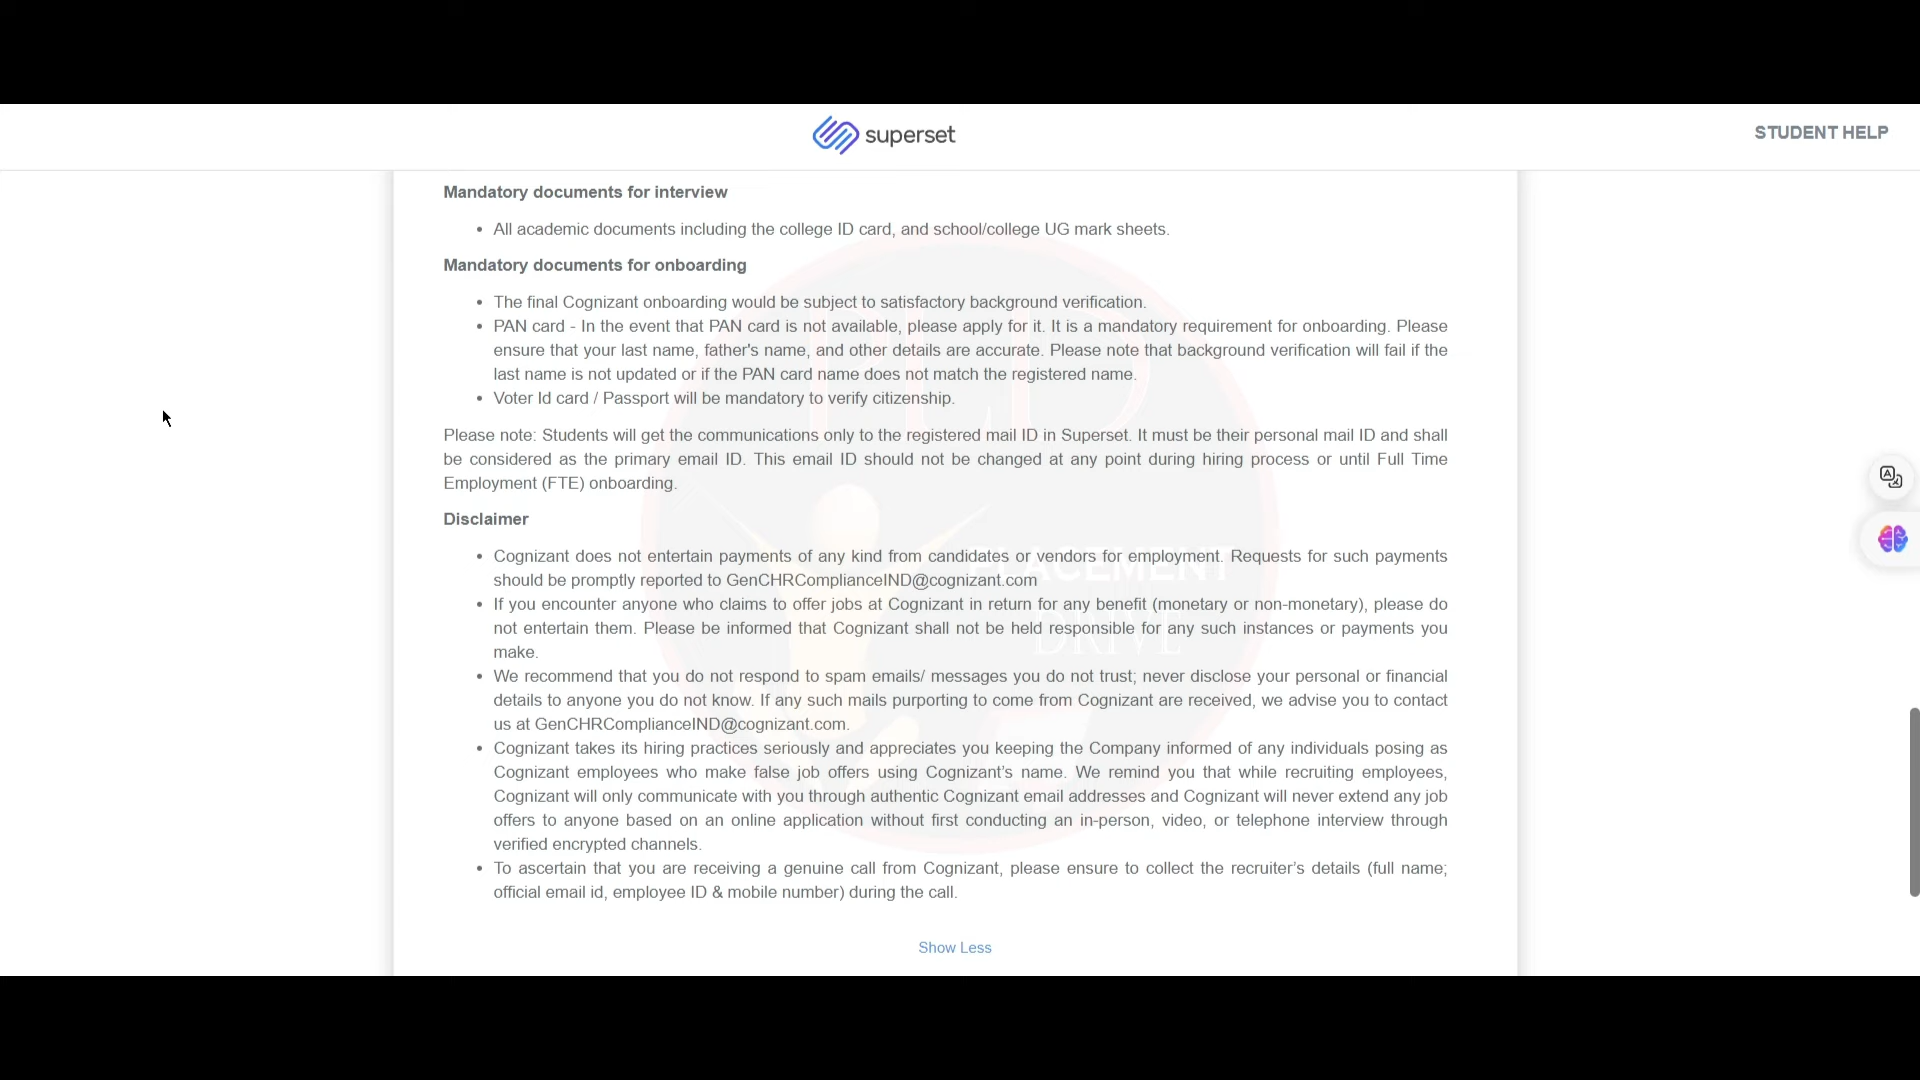 superset
STUDENT HELP
Mandatory documents for interview
• All academic documents including the college ID card, and school/college UG mark sheets.
Mandatory documents for onboarding
• The final Cognizant onboarding would be subject to satisfactory background verification.
• PAN card - In the event that PAN card is not available, please apply for it. It is a mandatory requirement for onboarding. Please
ensure that your last name, father's name, and other details are accurate. Please note that background verification will fail if the
last name is not updated or if the PAN card name does not match the registered name.
• Voter Id card / Passport will be mandatory to verify citizenship.
Please note: Students will get the communications only to the registered mail ID in Superset. It must be their personal mail ID and shall
be considered as the primary email ID. This email ID should not be changed at any point during hiring process or until Full Time
Employment (FTE) onboarding.
Disclaimer
• Cognizant does not entertain payments of any kind from candidates or vendors for employment. Requests for such payments
should be promptly reported to GenCHRComplianceIND@cognizant.com
• If you encounter anyone who claims to offer jobs at Cognizant in return for any benefit (monetary or non-monetary), please do
not entertain them. Please be informed that Cognizant shall not be held responsible for any such instances or payments you
make.
• We recommend that you do not respond to spam emails/ messages you do not trust; never disclose your personal or financial
details to anyone you do not know. If any such mails purporting to come from Cognizant are received, we advise you to contact
us at GenCHRComplianceIND@cognizant.com.
• Cognizant takes its hiring practices seriously and appreciates you keeping the Company informed of any individuals posing as
Cognizant employees who make false job offers using Cognizant’s name. We remind you that while recruiting employees,
Cognizant will only communicate with you through authentic Cognizant email addresses and Cognizant will never extend any job
offers to anyone based on an online application without first conducting an in-person, video, or telephone interview through
verified encrypted channels.
• To ascertain that you are receiving a genuine call from Cognizant, please ensure to collect the recruiter’s details (full name;
official email id, employee ID & mobile number) during the call.
Show Less
PLACEMENT
DRIVE